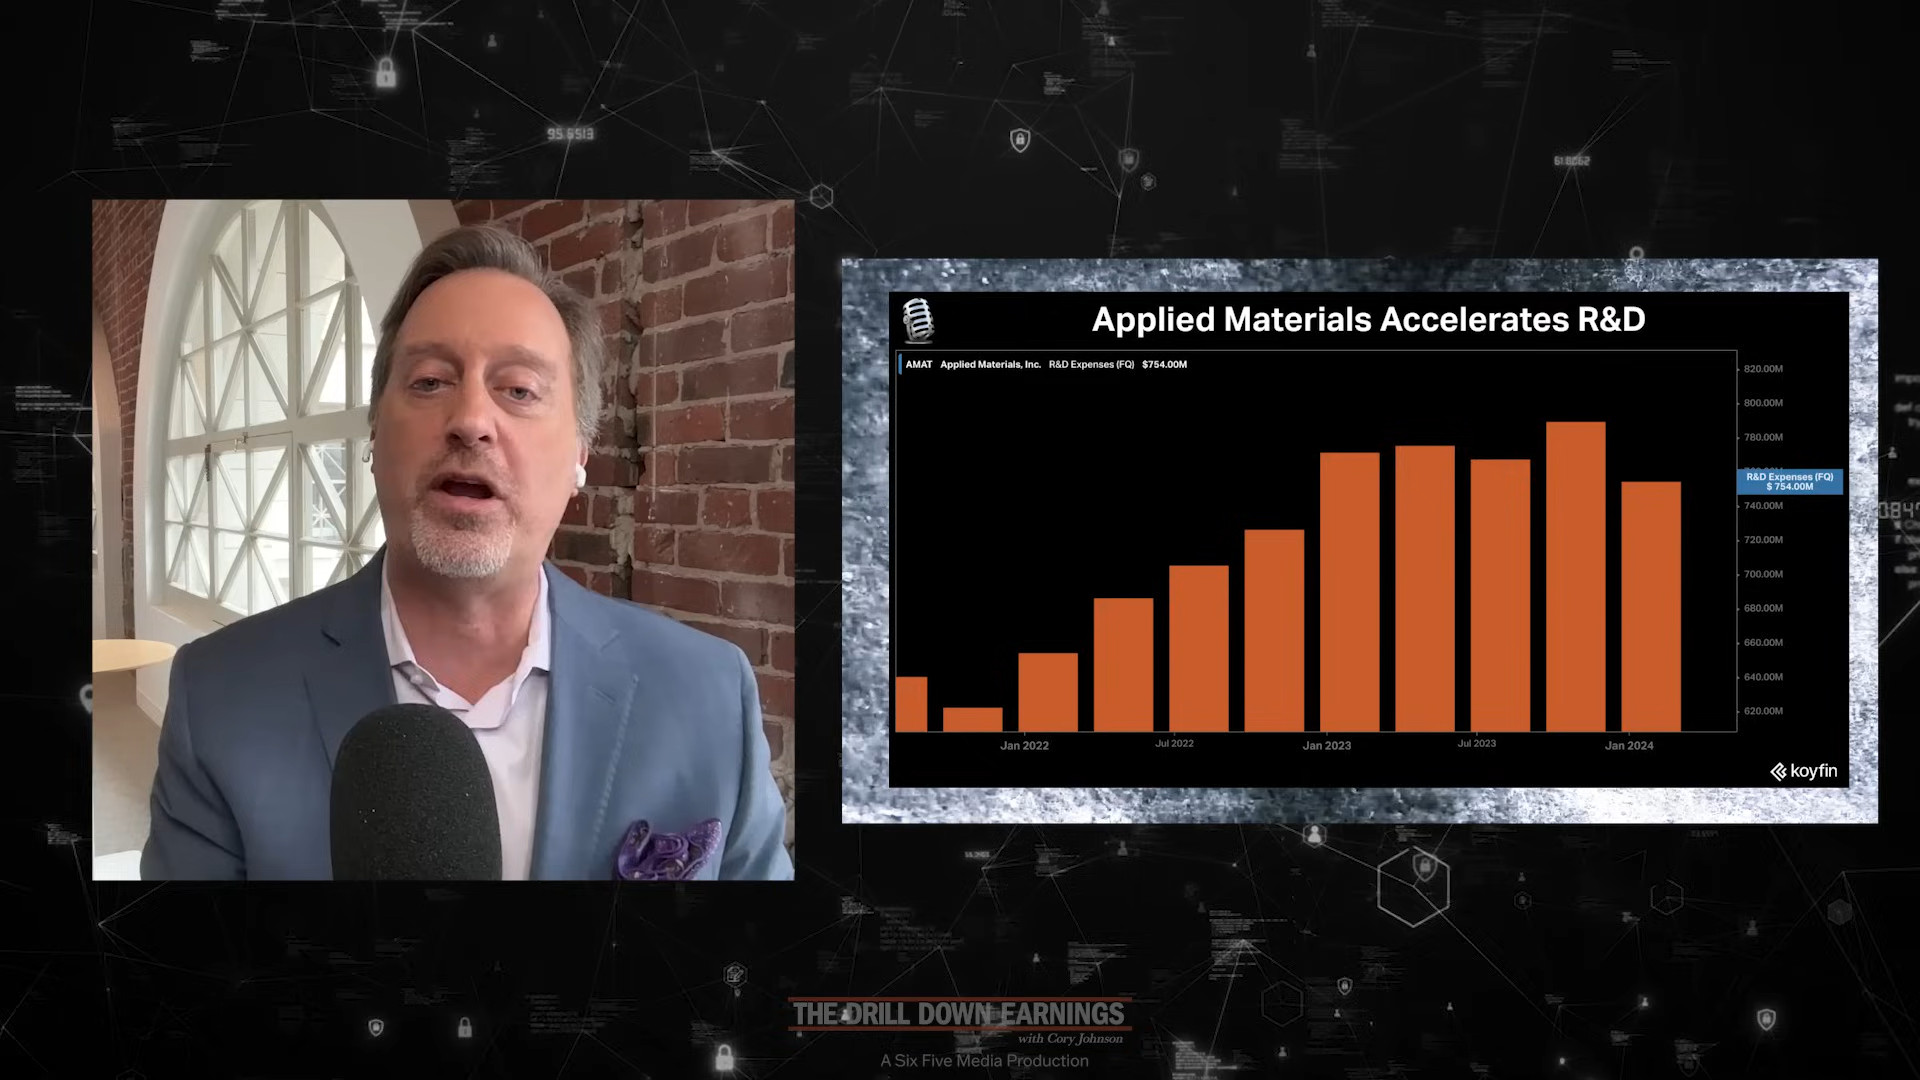 95.6513
61.8062
Applied Materials Accelerates R&D
AMAT Applied Materials, Inc. R&D Expenses (FQ) $754.00M
820.00M
800.00M
780.00M
R&D Expenses (FQ)
$ 754.00M
740.00M
720.00M
700.00M
680.00M
660.00M
640.00M
620.00M
Jan 2022
Jul 2022
Jan 2023
Jul 2023
Jan 2024
koyfin
THE DRILL DOWN EARNINGS
with Cory Johnson
A Six Five Media Production